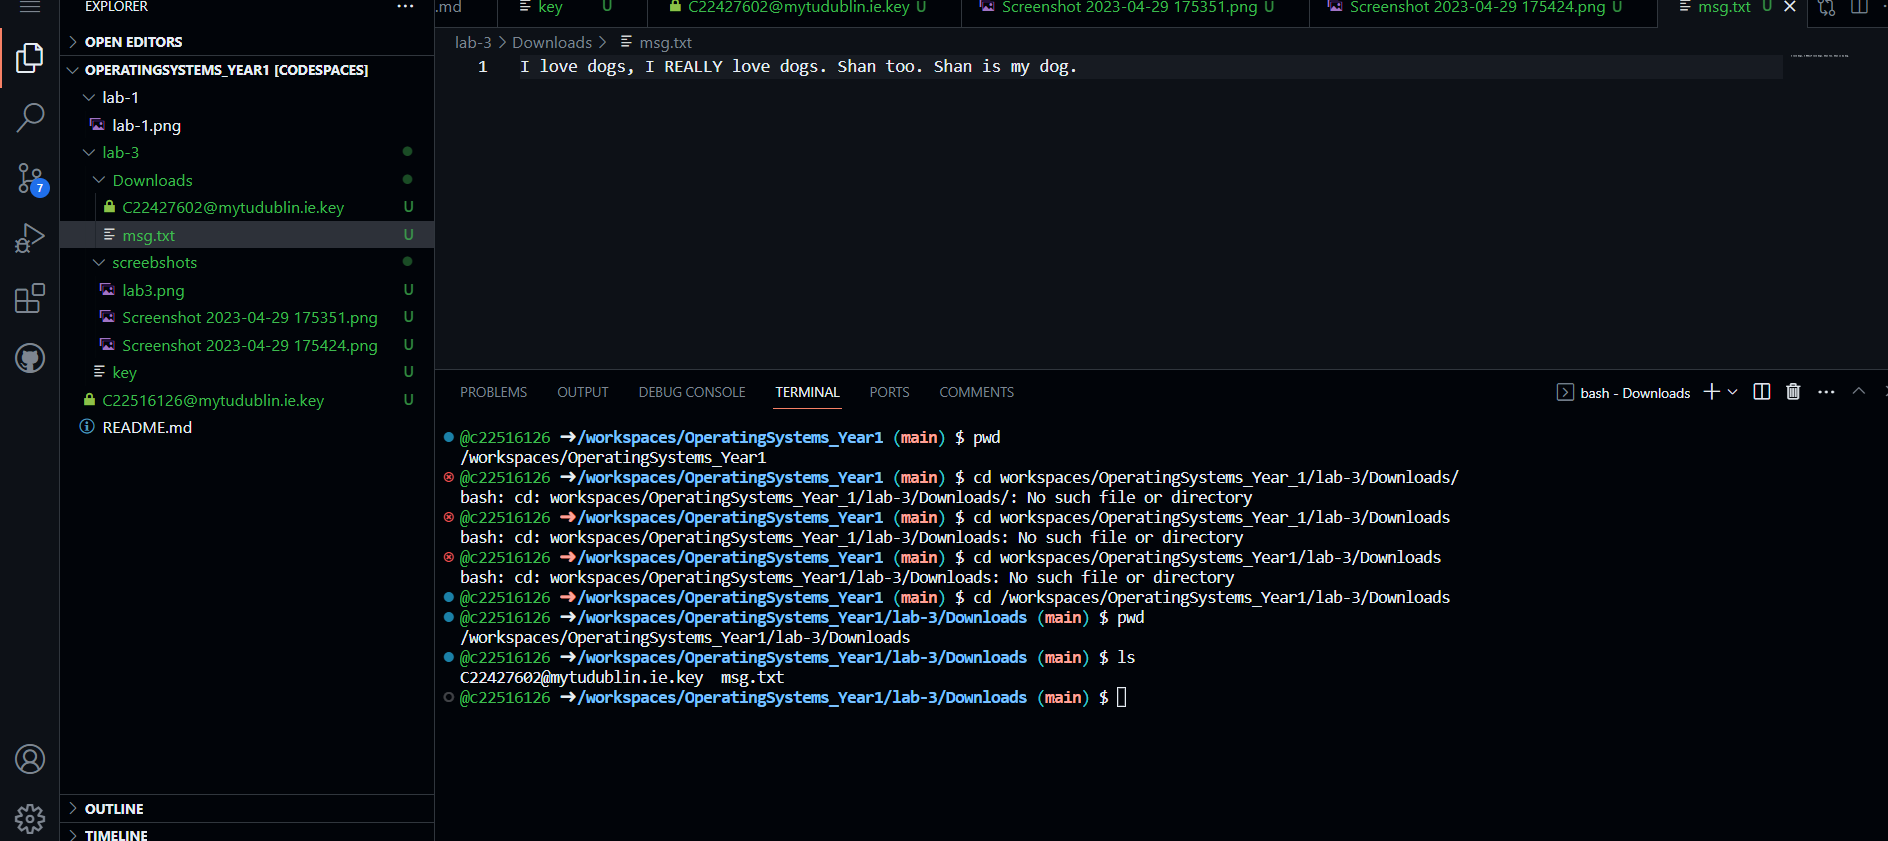 EXPLORER
.md
key U
C22427602@mytudublin.ie.key U
Screenshot 2023-04-29 175351.png U
Screenshot 2023-04-29 175424.png U
msg.txt U
OPEN EDITORS
OPERATINGSYSTEMS_YEAR1 [CODESPACES]
lab-1
lab-1.png
lab-3
Downloads
C22427602@mytudublin.ie.key U
msg.txt U
screebshots
lab3.png U
Screenshot 2023-04-29 175351.png U
Screenshot 2023-04-29 175424.png U
key U
C22516126@mytudublin.ie.key U
README.md
OUTLINE
TIMELINE
7
lab-3 > Downloads > msg.txt
1 I love dogs, I REALLY love dogs. Shan too. Shan is my dog.
PROBLEMS OUTPUT DEBUG CONSOLE TERMINAL PORTS COMMENTS
bash - Downloads
@c22516126 ➜/workspaces/OperatingSystems_Year1 (main) $ pwd
/workspaces/OperatingSystems_Year1
@c22516126 ➜/workspaces/OperatingSystems_Year1 (main) $ cd workspaces/OperatingSystems_Year_1/lab-3/Downloads/
bash: cd: workspaces/OperatingSystems_Year_1/lab-3/Downloads/: No such file or directory
@c22516126 ➜/workspaces/OperatingSystems_Year1 (main) $ cd workspaces/OperatingSystems_Year_1/lab-3/Downloads
bash: cd: workspaces/OperatingSystems_Year_1/lab-3/Downloads: No such file or directory
@c22516126 ➜/workspaces/OperatingSystems_Year1 (main) $ cd workspaces/OperatingSystems_Year1/lab-3/Downloads
bash: cd: workspaces/OperatingSystems_Year1/lab-3/Downloads: No such file or directory
@c22516126 ➜/workspaces/OperatingSystems_Year1 (main) $ cd /workspaces/OperatingSystems_Year1/lab-3/Downloads
@c22516126 ➜/workspaces/OperatingSystems_Year1/lab-3/Downloads (main) $ pwd
/workspaces/OperatingSystems_Year1/lab-3/Downloads
@c22516126 ➜/workspaces/OperatingSystems_Year1/lab-3/Downloads (main) $ ls
C22427602@mytudublin.ie.key  msg.txt
@c22516126 ➜/workspaces/OperatingSystems_Year1/lab-3/Downloads (main) $